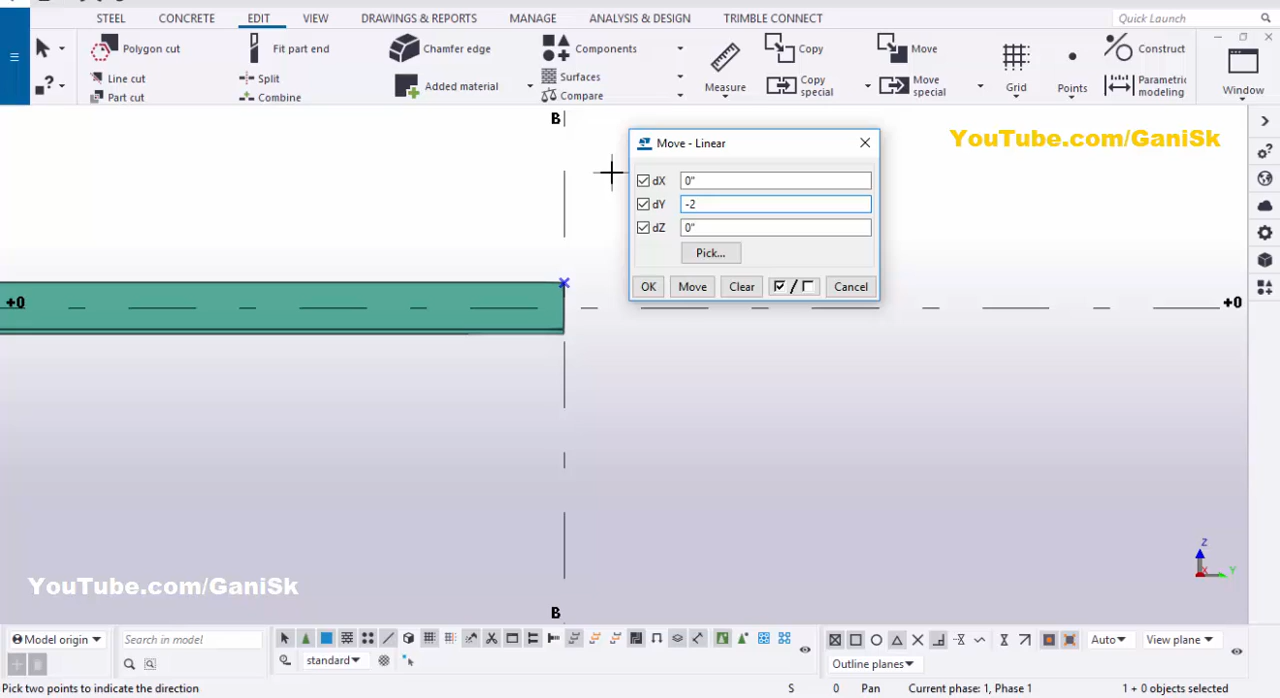 STEEL CONCRETE EDIT VIEW DRAWINGS & REPORTS MANAGE ANALYSIS & DESIGN TRIMBLE CONNECT Quick Launch
Polygon cut
Line cut
Part cut
Fit part end
Split
Combine
Chamfer edge
Added material
Components
Surfaces
Compare
Measure
Copy
Copy special
Move
Move special
Grid
Points
Construct
Parametric modeling
Window
B
YouTube.com/GaniSk
Move - Linear
dX 0"
dY -2
dZ 0"
Pick...
OK Move Clear / Cancel
+0
+0
Z
Y
YouTube.com/GaniSk
B
Model origin Search in model
standard
Auto View plane
Outline planes
Pick two points to indicate the direction S 0 Pan Current phase: 1, Phase 1 1 + 0 objects selected